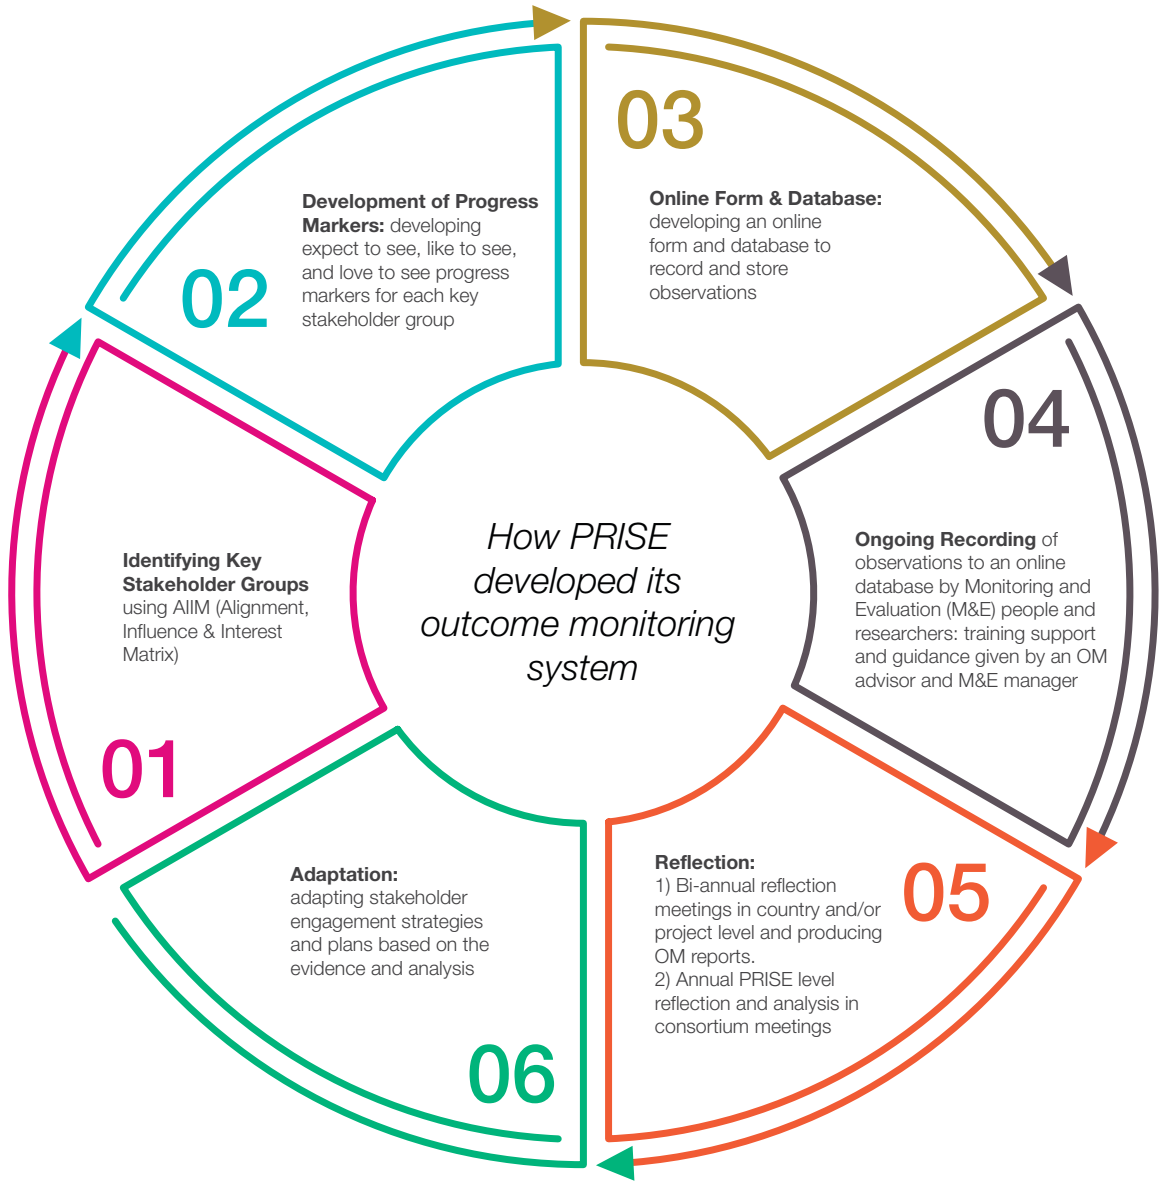 How PRISE
developed its
outcome monitoring
system
01
Identifying Key
Stakeholder Groups
using AIIM (Alignment,
Influence & Interest
Matrix)
02
Development of Progress
Markers: developing
expect to see, like to see,
and love to see progress
markers for each key
stakeholder group
03
Online Form & Database:
developing an online
form and database to
record and store
observations
04
Ongoing Recording of
observations to an online
database by Monitoring and
Evaluation (M&E) people and
researchers: training support
and guidance given by an OM
advisor and M&E manager
05
Reflection:
1) Bi-annual reflection
meetings in country and/or
project level and producing
OM reports.
2) Annual PRISE level
reflection and analysis in
consortium meetings
06
Adaptation:
adapting stakeholder
engagement strategies
and plans based on the
evidence and analysis